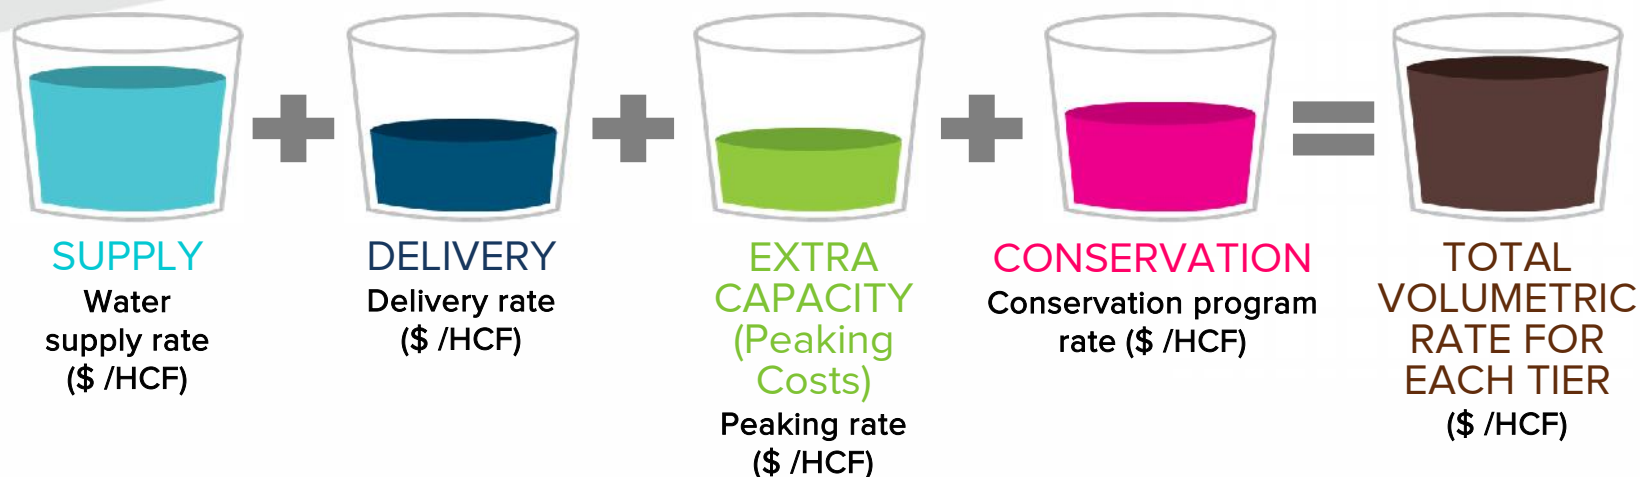 SUPPLY
Water
supply rate
($ /HCF)
DELIVERY
Delivery rate
($ /HCF)
EXTRA
CAPACITY
(Peaking
Costs)
Peaking rate
($ /HCF)
CONSERVATION
Conservation program
rate ($ /HCF)
TOTAL
VOLUMETRIC
RATE FOR
EACH TIER
($ /HCF)